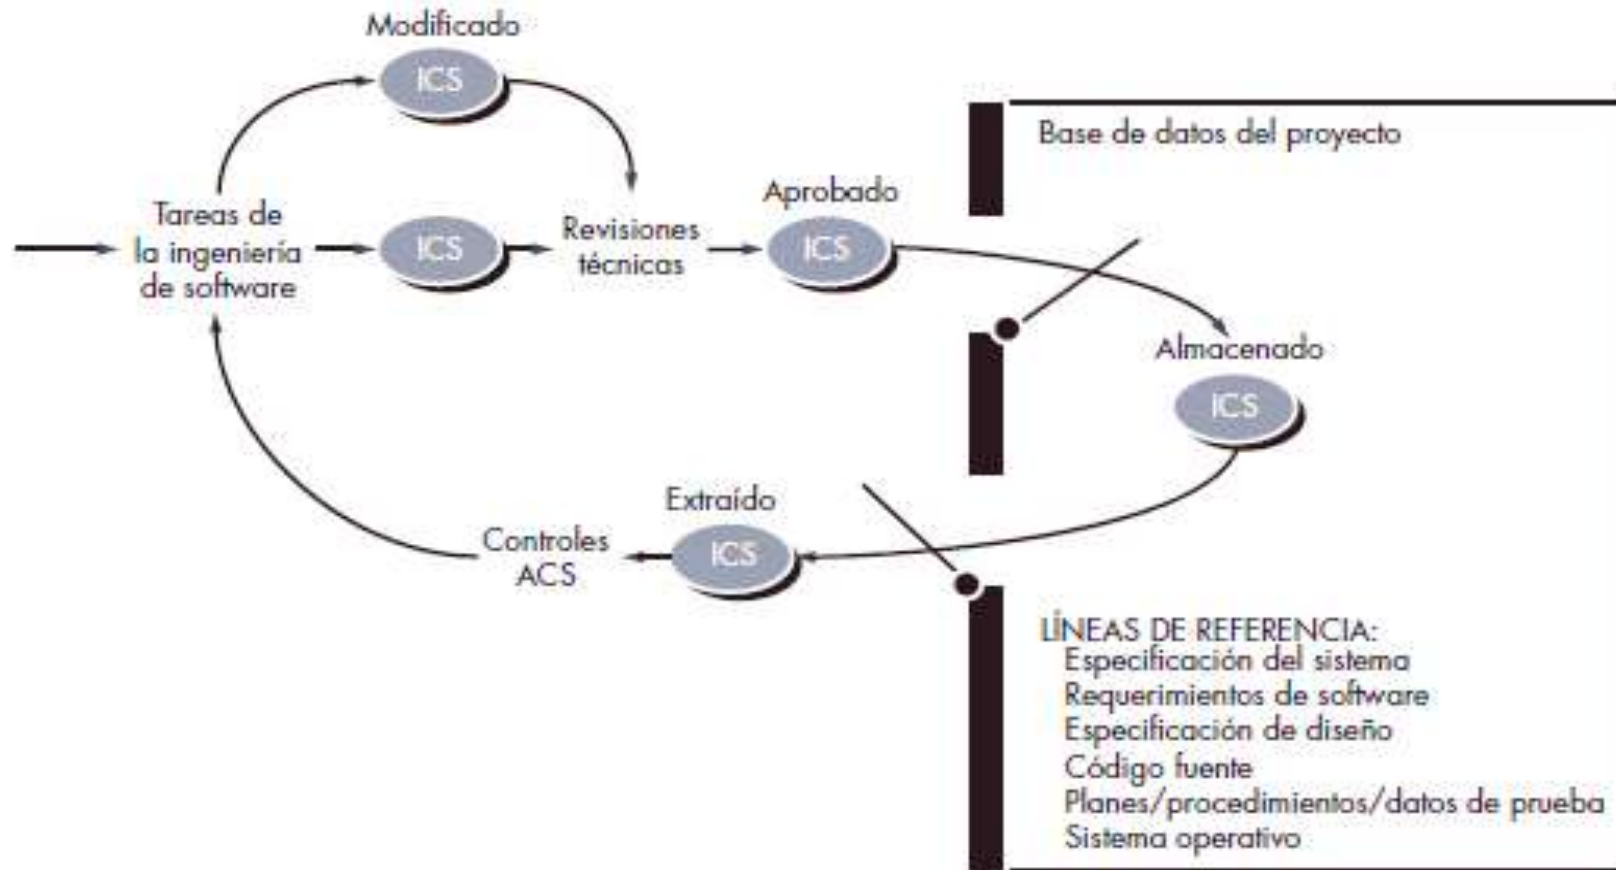 Modificado
ICS
Tareas de
la ingeniería
de software
ICS
Revisiones
técnicas
Aprobado
ICS
Base de datos del proyecto
Almacenado
ICS
Extraído
ICS
Controles
ACS
LÍNEAS DE REFERENCIA:
Especificación del sistema
Requerimientos de software
Especificación de diseño
Código fuente
Planes/procedimientos/datos de prueba
Sistema operativo